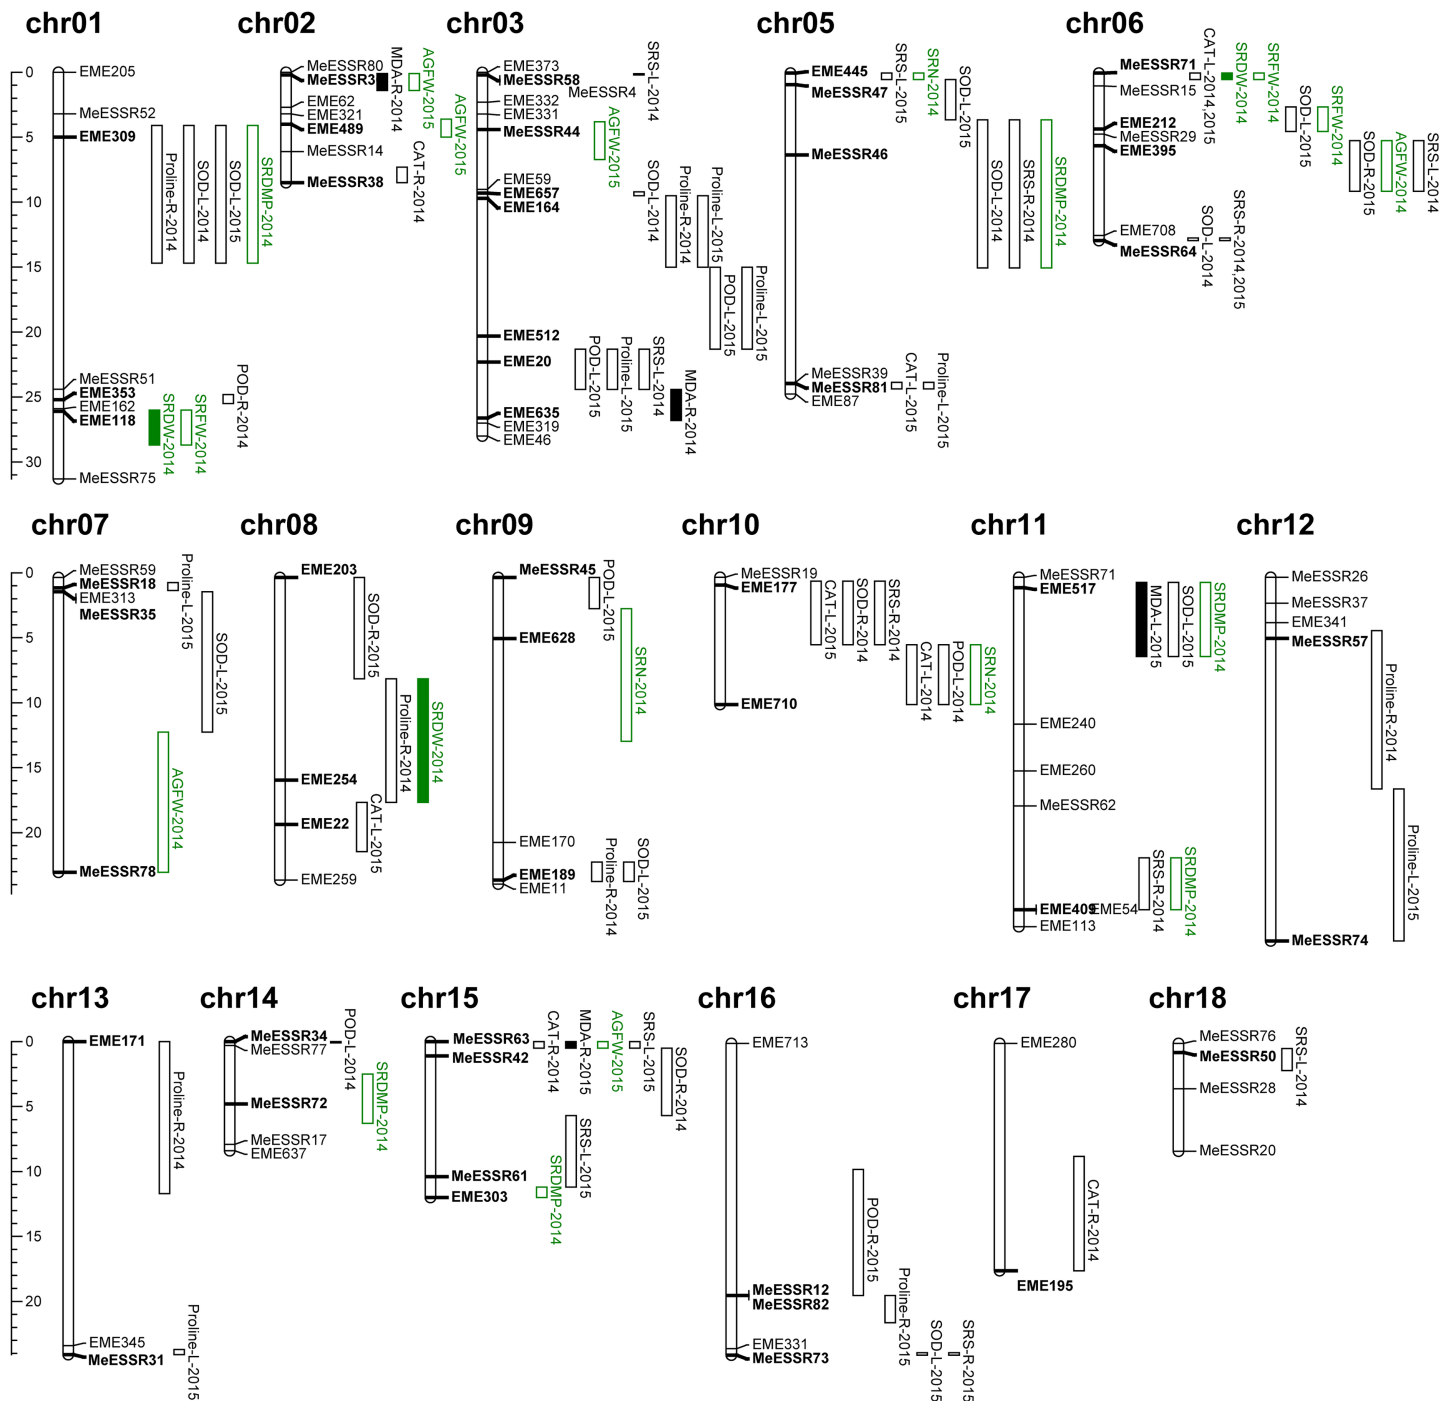 chr01
0
5
10
15
20
25
30
EME205
MeESSR52
EME309
MeESSR51
EME353
EME162
EME118
MeESSR75
Proline-R-2014
SOD-L-2014
SOD-L-2015
SRDMP-2014
SRDW-2014
SRFW-2014
POD-R-2014
chr02
MeESSR80
MeESSR3
EME62
EME321
EME489
MeESSR14
MeESSR38
MDA-R-2014
AGFW-2015
AGFW-2015
CAT-R-2014
chr03
EME373
MeESSR58
MeESSR4
EME332
EME331
MeESSR44
EME59
EME657
EME164
EME512
EME20
EME635
EME319
EME46
SRS-L-2014
AGFW-2015
SOD-L-2014
Proline-R-2014
Proline-L-2015
POD-L-2015
Proline-L-2015
POD-L-2015
Proline-L-2015
SRS-L-2014
MDA-R-2014
chr05
EME445
MeESSR47
MeESSR46
MeESSR39
MeESSR81
EME87
SRS-L-2015
SRN-2014
SOD-L-2015
SOD-L-2014
SRS-R-2014
SRDMP-2014
CAT-L-2015
Proline-L-2015
chr06
MeESSR71
MeESSR15
EME212
MeESSR29
EME395
EME708
MeESSR64
CAT-L-2014,2015
SRDW-2014
SRFW-2014
SOD-L-2015
SRFW-2014
SOD-R-2015
AGFW-2014
SRS-L-2014
SOD-L-2014
SRS-R-2014,2015
chr07
0
5
10
15
20
MeESSR59
MeESSR18
EME313
MeESSR35
MeESSR78
Proline-L-2015
SOD-L-2015
AGFW-2014
chr08
EME203
EME254
EME22
EME259
SOD-R-2015
Proline-R-2014
SRDW-2014
CAT-L-2015
chr09
MeESSR45
EME628
EME170
EME189
EME11
POD-L-2015
SRN-2014
Proline-R-2014
SOD-L-2015
chr10
MeESSR19
EME177
EME710
CAT-L-2015
SOD-R-2014
SRS-R-2014
CAT-L-2014
POD-L-2014
SRN-2014
chr11
MeESSR71
EME517
EME240
EME260
MeESSR62
EME409
EME54
EME113
MDA-L-2015
SOD-L-2015
SRDMP-2014
SRS-R-2014
SRDMP-2014
chr12
MeESSR26
MeESSR37
EME341
MeESSR57
MeESSR74
Proline-R-2014
Proline-L-2015
chr13
0
5
10
15
20
EME171
EME345
MeESSR31
Proline-R-2014
Proline-L-2015
chr14
MeESSR34
MeESSR77
MeESSR72
MeESSR17
EME637
POD-L-2014
SRDMP-2014
chr15
MeESSR63
MeESSR42
MeESSR61
EME303
CAT-R-2014
MDA-R-2015
AGFW-2015
SRS-L-2015
SOD-R-2014
SRS-L-2015
SRDMP-2014
chr16
EME713
MeESSR12
MeESSR82
EME331
MeESSR73
POD-R-2015
Proline-R-2015
SOD-L-2015
SRS-R-2015
chr17
EME280
EME195
CAT-R-2014
chr18
MeESSR76
MeESSR50
MeESSR28
MeESSR20
SRS-L-2014